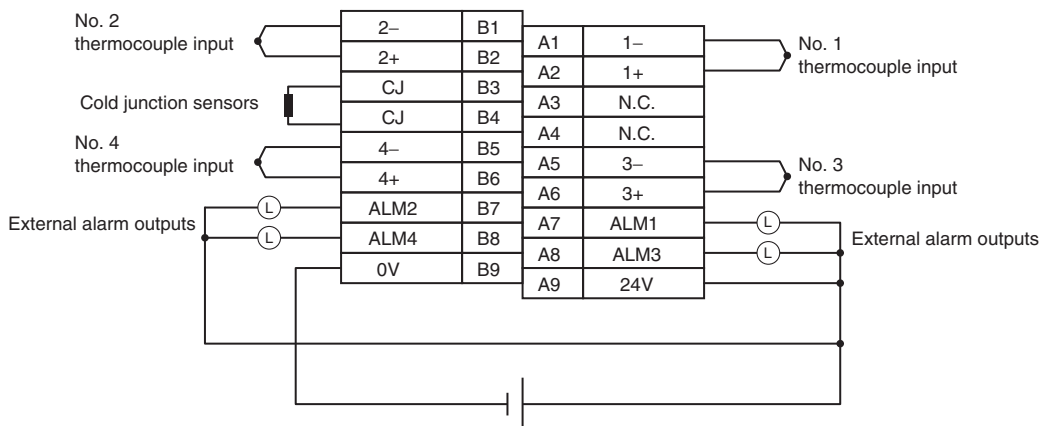 No. 2
thermocouple input
Cold junction sensors
No. 4
thermocouple input
External alarm outputs
L
L
2– B1
2+ B2
CJ B3
CJ B4
4– B5
4+ B6
ALM2 B7
ALM4 B8
0V B9
A1 1–
A2 1+
A3 N.C.
A4 N.C.
A5 3–
A6 3+
A7 ALM1
A8 ALM3
A9 24V
No. 1
thermocouple input
No. 3
thermocouple input
L
L
External alarm outputs